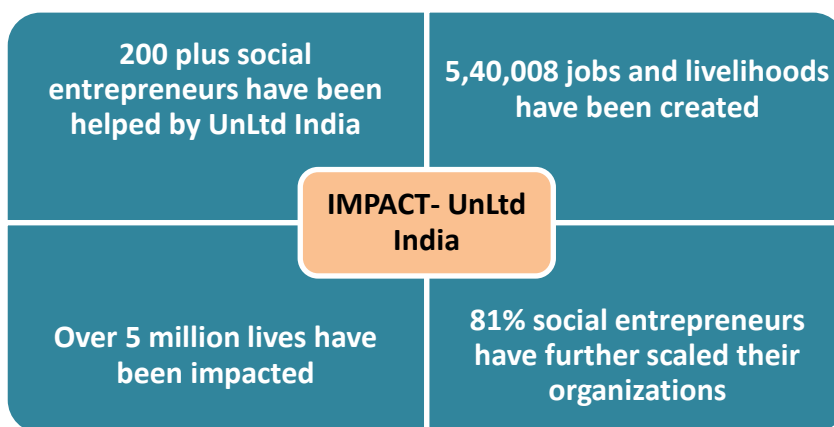 200 plus social
entrepreneurs have been
helped by UnLtd India
5,40,008 jobs and livelihoods
have been created
IMPACT- UnLtd
India
Over 5 million lives have
been impacted
81% social entrepreneurs
have further scaled their
organizations